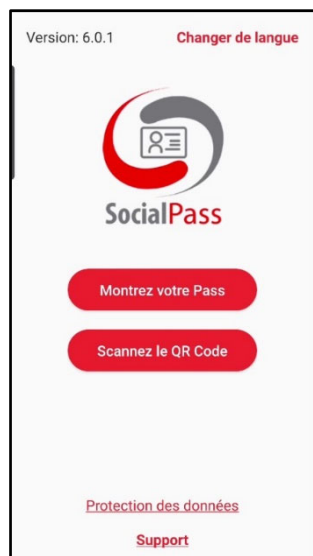 Version: 6.0.1 Changer de langue
SocialPass
Montrez votre Pass
Scannez le QR Code
Protection des données
Support